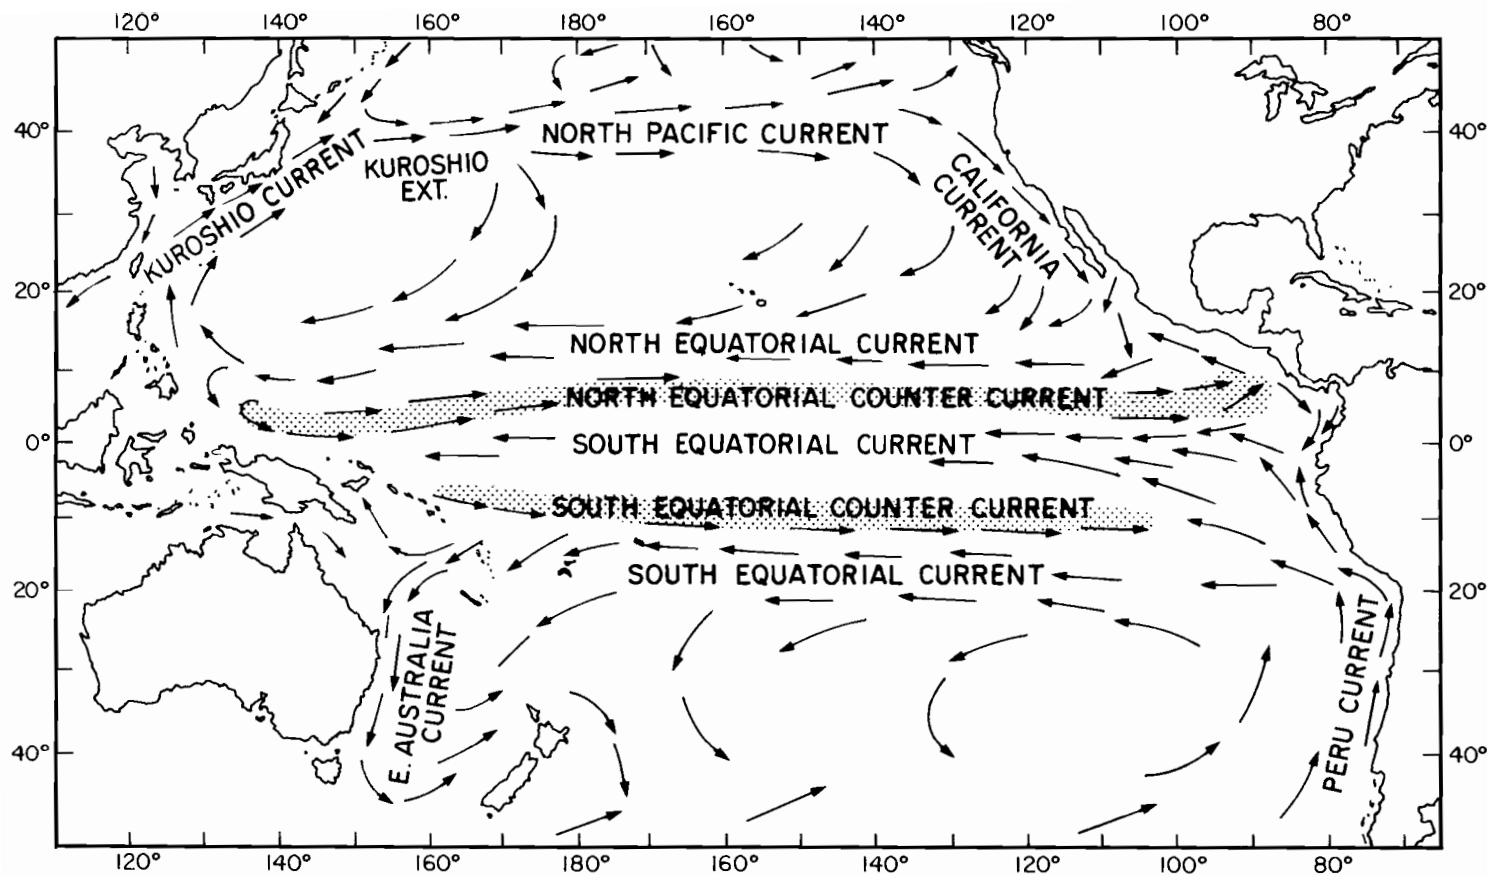 120° 140° 160° 180° 160° 140° 120° 100° 80°
40° NORTH PACIFIC CURRENT 40°
KUROSHIO CURRENT
KUROSHIO
EXT.
CALIFORNIA
CURRENT
20° 20°
NORTH EQUATORIAL CURRENT
NORTH EQUATORIAL COUNTER CURRENT
0° SOUTH EQUATORIAL CURRENT 0°
SOUTH EQUATORIAL COUNTER CURRENT
SOUTH EQUATORIAL CURRENT
20° 20°
E. AUSTRALIA
CURRENT
PERU CURRENT
40° 40°
120° 140° 160° 180° 160° 140° 120° 100° 80°